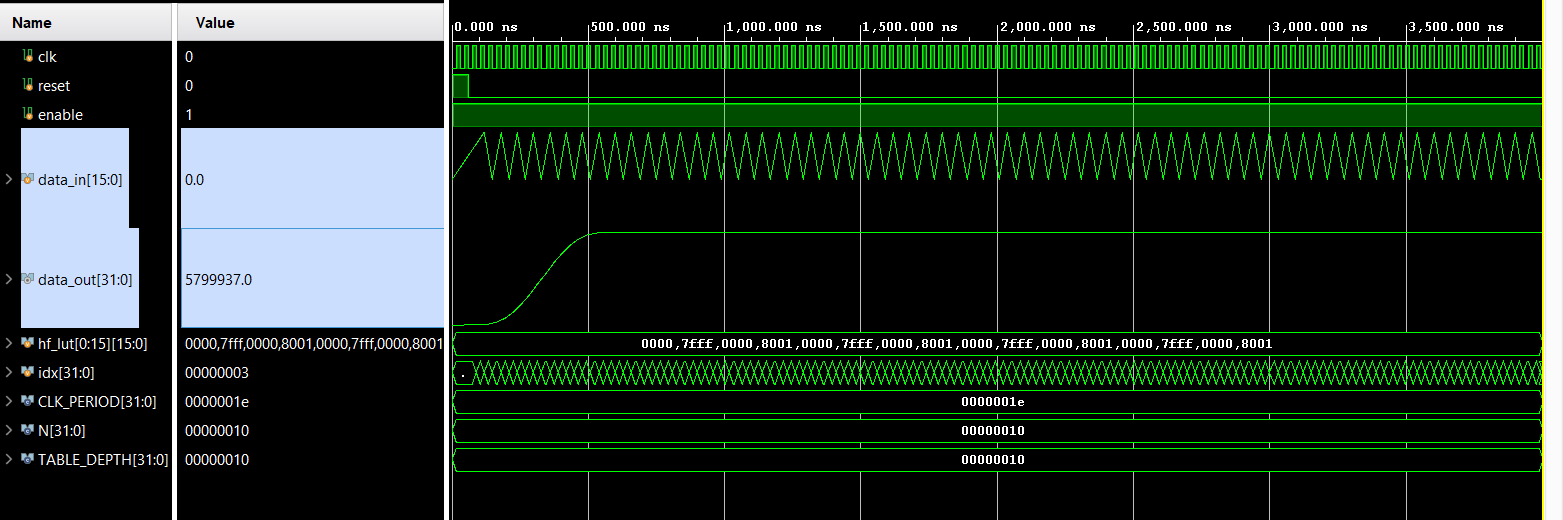 Name Value
0.000 ns 500.000 ns 1,000.000 ns 1,500.000 ns 2,000.000 ns 2,500.000 ns 3,000.000 ns 3,500.000 ns
clk 0
reset 0
enable 1
data_in[15:0] 0.0
data_out[31:0] 5799937.0
hf_lut[0:15][15:0] 0000,7fff,0000,8001,0000,7fff,0000,8001 0000,7fff,0000,8001,0000,7fff,0000,8001,0000,7fff,0000,8001,0000,7fff,0000,8001
idx[31:0] 00000003 .
CLK_PERIOD[31:0] 0000001e 0000001e
N[31:0] 00000010 00000010
TABLE_DEPTH[31:0] 00000010 00000010